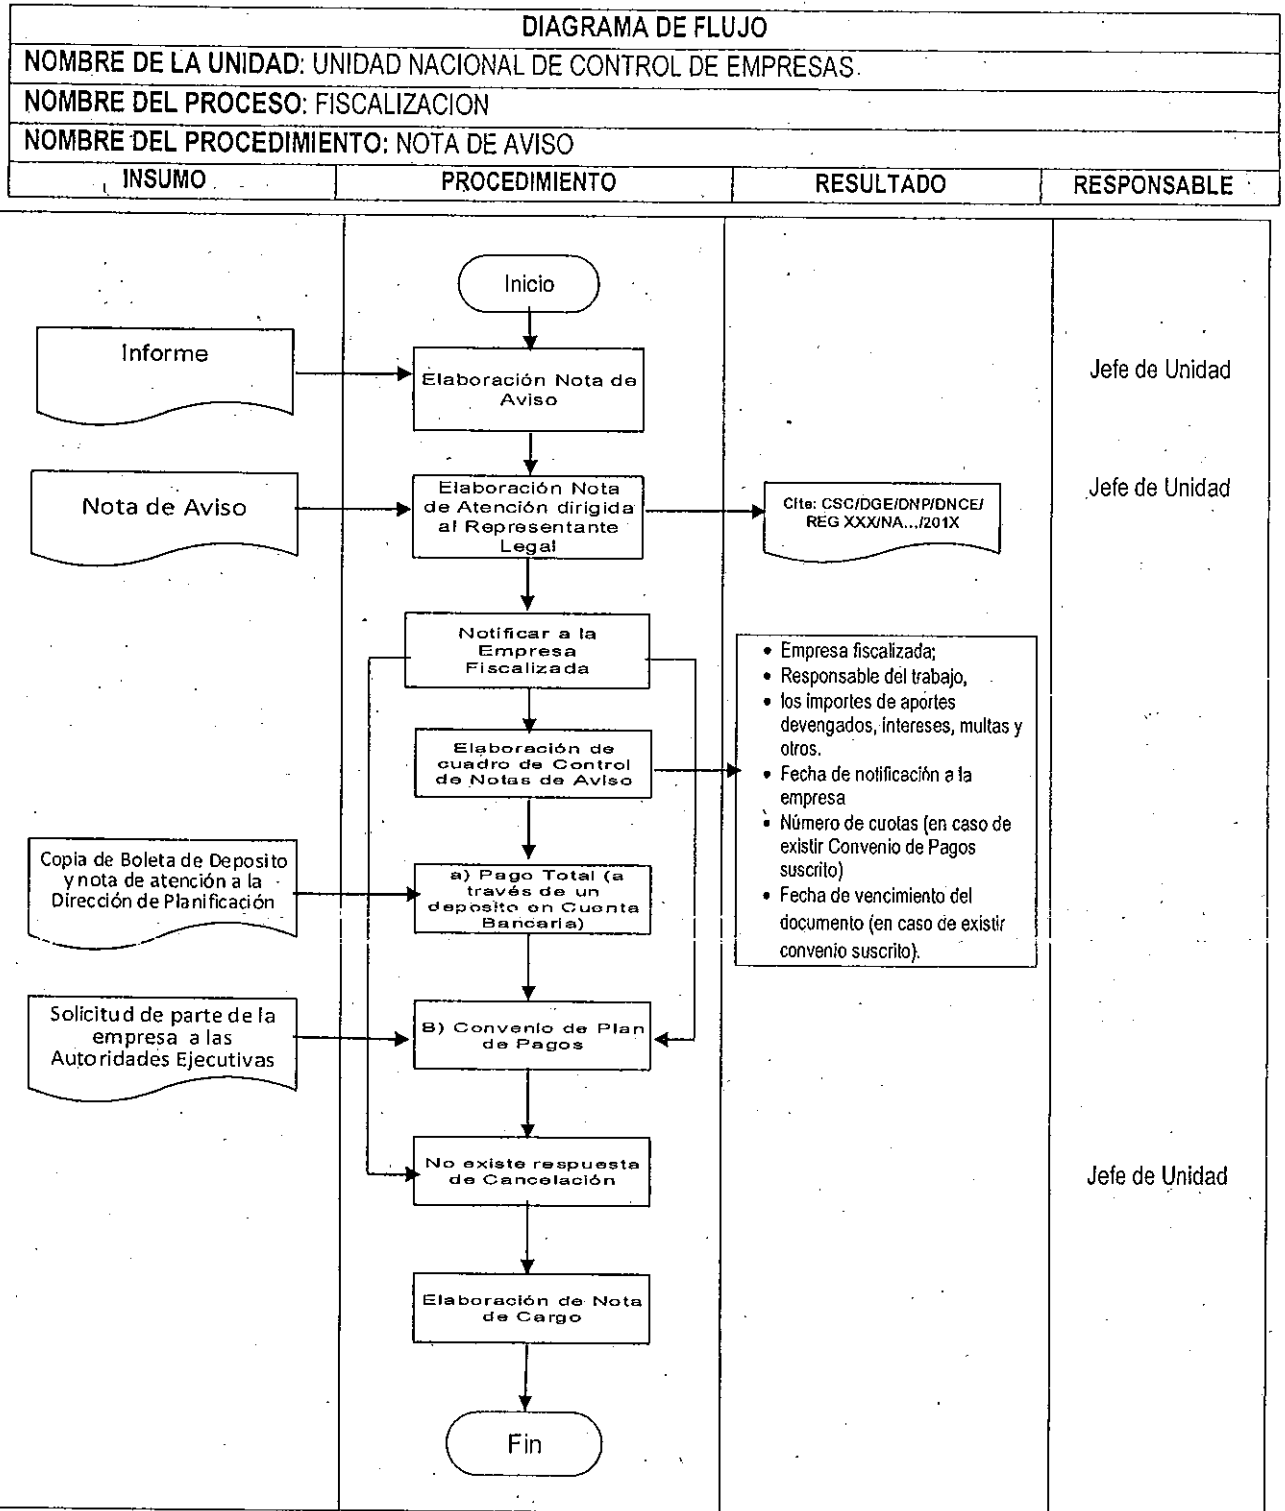 DIAGRAMA DE FLUJO
NOMBRE DE LA UNIDAD: UNIDAD NACIONAL DE CONTROL DE EMPRESAS.
NOMBRE DEL PROCESO: FISCALIZACION
NOMBRE DEL PROCEDIMIENTO: NOTA DE AVISO
INSUMO PROCEDIMIENTO RESULTADO RESPONSABLE
Inicio
Informe
Elaboración Nota de
Aviso
Jefe de Unidad
Nota de Aviso
Elaboración Nota
de Atención dirigida
al Representante
Legal
Cite: CSC/DGE/DNP/DNCE/
REG XXX/NA.../201X
Jefe de Unidad
Notificar a la
Empresa
Fiscalizada
Elaboración de
cuadro de Control
de Notas de Aviso
• Empresa fiscalizada;
• Responsable del trabajo,
• los importes de aportes
devengados, intereses, multas y
otros.
• Fecha de notificación a la
empresa
• Número de cuotas (en caso de
existir Convenio de Pagos
suscrito)
• Fecha de vencimiento del
documento (en caso de existir
convenio suscrito).
Copia de Boleta de Deposito
y nota de atención a la
Dirección de Planificación
a) Pago Total (a
través de un
deposito en Cuenta
Bancaria)
Solicitud de parte de la
empresa a las
Autoridades Ejecutivas
B) Convenio de Plan
de Pagos
No existe respuesta
de Cancelación
Jefe de Unidad
Elaboración de Nota
de Cargo
Fin